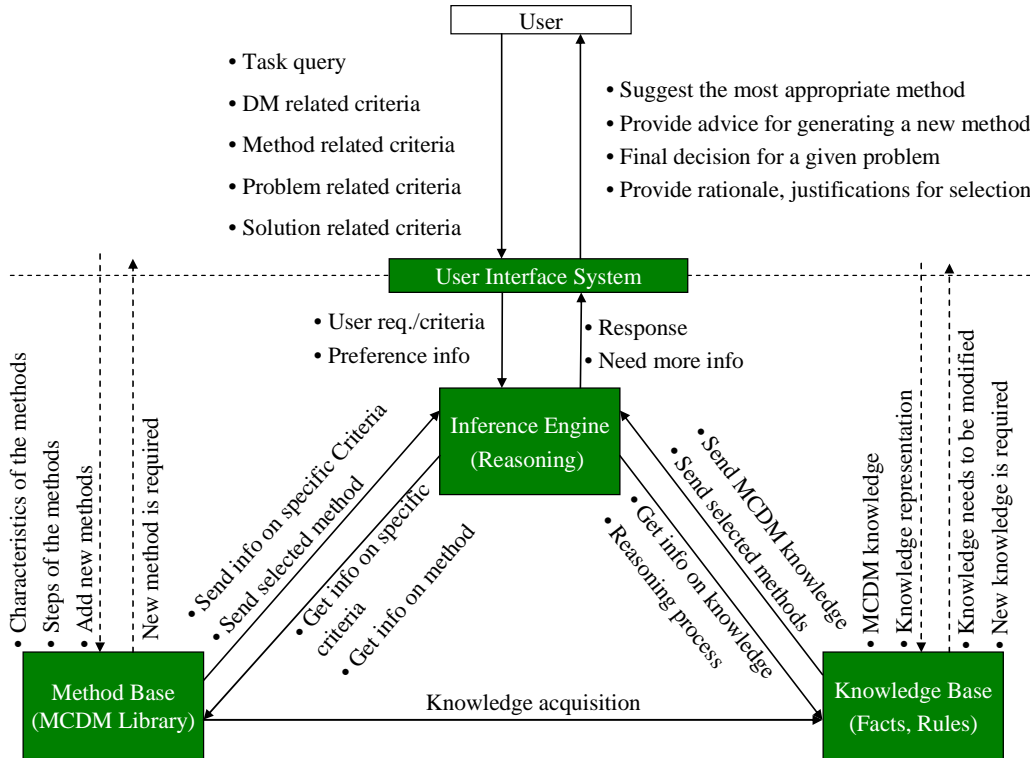 User
• Task query
• DM related criteria
• Method related criteria
• Problem related criteria
• Solution related criteria
• Suggest the most appropriate method
• Provide advice for generating a new method
• Final decision for a given problem
• Provide rationale, justifications for selection
User Interface System
• User req./criteria
• Preference info
• Response
• Need more info
Inference Engine
(Reasoning)
• Characteristics of the methods
• Steps of the methods
• Add new methods
New method is required
• Send info on specific Criteria
• Send selected method
• Get info on specific
criteria
• Get info on method
• Send MCDM knowledge
• Send selected methods
• Get info on knowledge
• Reasoning process
• MCDM knowledge
• Knowledge representation
• Knowledge needs to be modified
• New knowledge is required
Method Base
(MCDM Library)
Knowledge acquisition
Knowledge Base
(Facts, Rules)